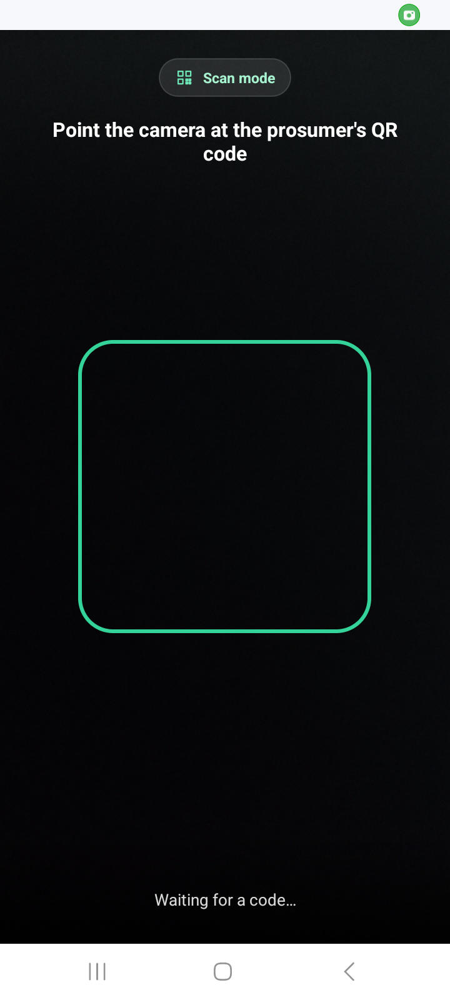 Scan mode
Point the camera at the prosumer's QR
code
Waiting for a code...